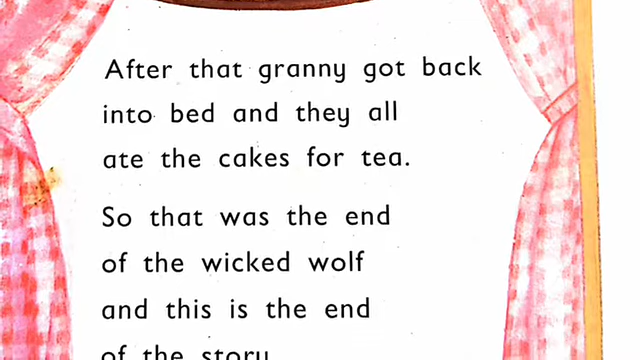 After that granny got back
into bed and they all
ate the cakes for tea.
So that was the end
of the wicked wolf
and this is the end
of the story